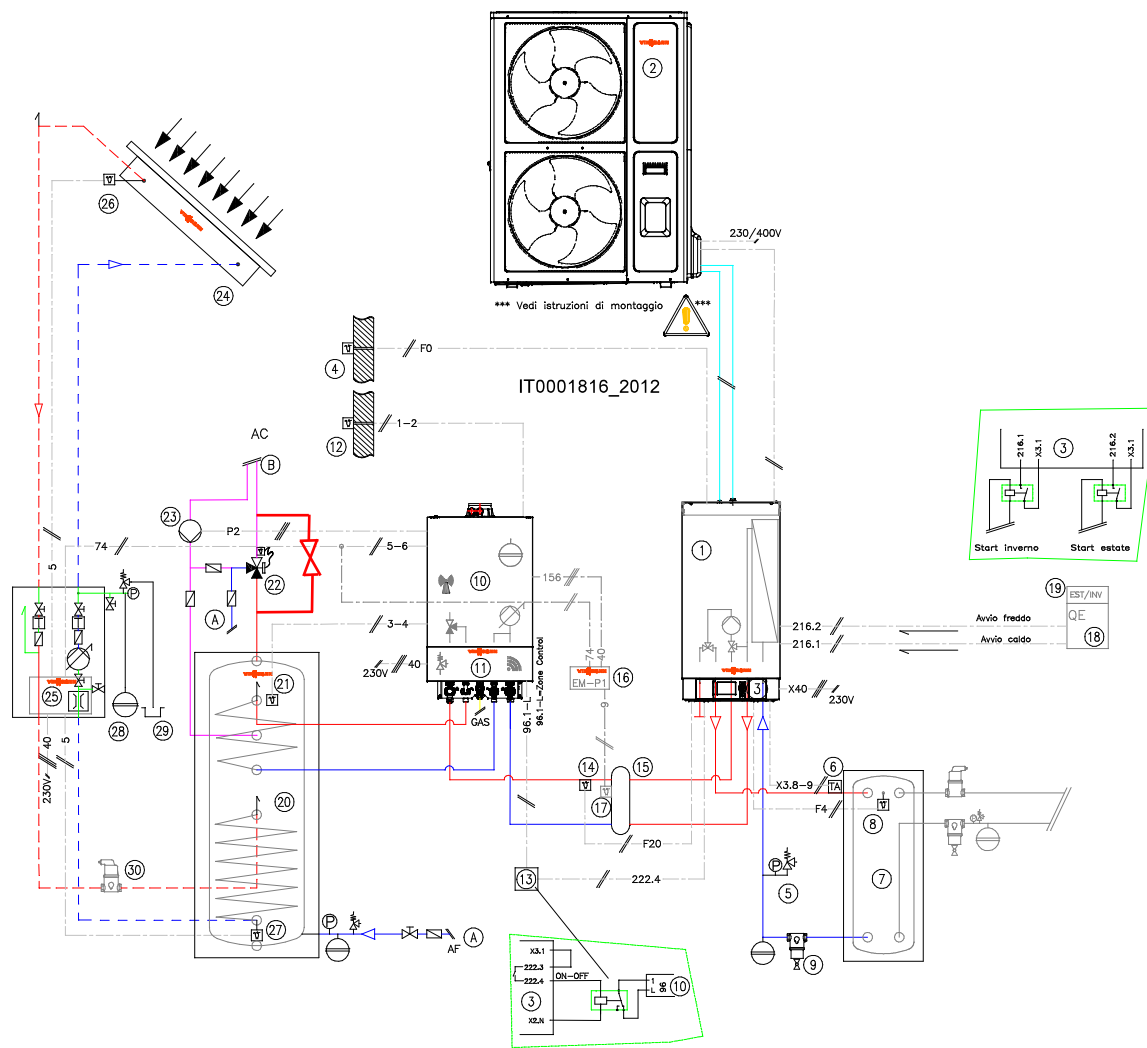 VIESMANN
2
230/400V
*** Vedi istruzioni di montaggio
***
26
24
4
F0
IT0001816_2012
12
1-2
AC
B
216.1
X3.1
3
216.2
X3.1
Start inverno
Start estate
23
P2
74
5-6
22
A
10
156
1
19
EST/INV
QE
18
Avvio freddo
216.2
Avvio caldo
216.1
5
P
3-4
74
40
EM-P1
16
230V
40
11
96.1-L
96.1-L-Zone Control
GAS
21
25
28
29
40
5
230V
9
3
X40
230V
14
15
17
X3.8-9
6
TA
F4
8
7
20
F20
30
13
222.4
P
5
27
P
A
AF
9
X3.1
222.3
222.4
ON-OFF
3
X2.N
1
L
96
10